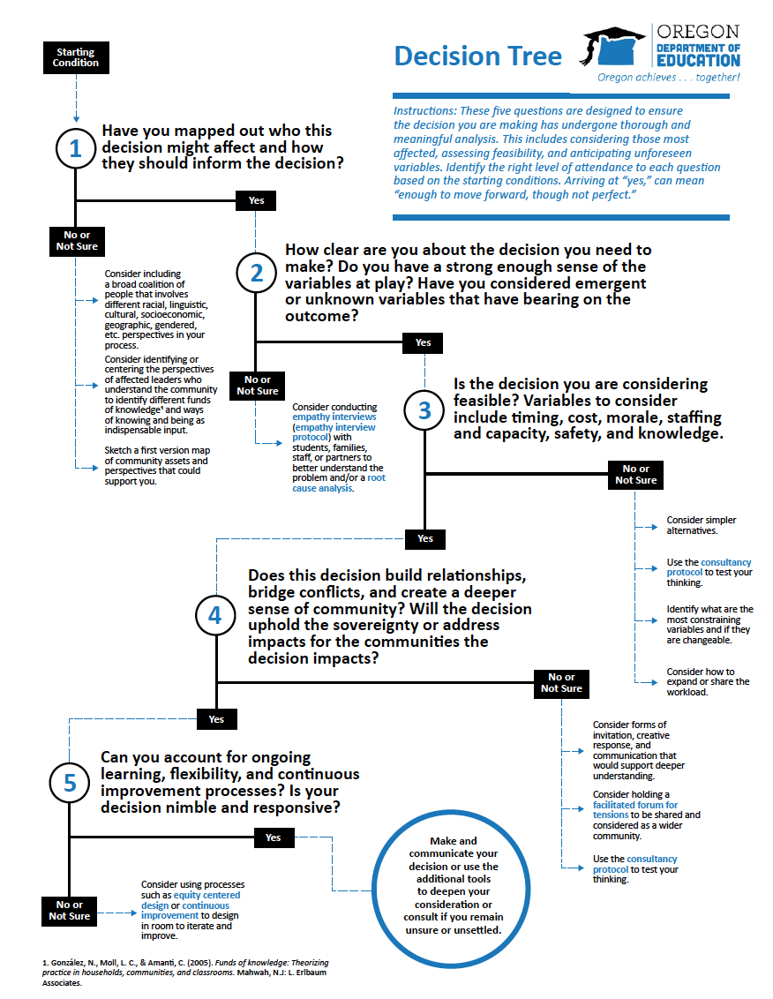 Starting
Condition
Decision Tree
OREGON
DEPARTMENT OF
EDUCATION
Oregon achieves . . . together!
Instructions: These five questions are designed to ensure
the decision you are making has undergone thorough and
meaningful analysis. This includes considering those most
affected, assessing feasibility, and anticipating unforeseen
variables. Identify the right level of attendance to each question
based on the starting conditions. Arriving at “yes,” can mean
“enough to move forward, though not perfect.”
1
Have you mapped out who this
decision might affect and how
they should inform the decision?
Yes
No or
Not Sure
Consider including
a broad coalition of
people that involves
different racial, linguistic,
cultural, socioeconomic,
geographic, gendered,
etc. perspectives in your
process.
Consider identifying or
centering the perspectives
of affected leaders who
understand the community
to identify different funds
of knowledge¹ and ways
of knowing and being as
indispensable input.
Sketch a first version map
of community assets and
perspectives that could
support you.
2
How clear are you about the decision you need to
make? Do you have a strong enough sense of the
variables at play? Have you considered emergent
or unknown variables that have bearing on the
outcome?
Yes
No or
Not Sure
Consider conducting
empathy interviews
(empathy interview
protocol) with
students, families,
staff, or partners to
better understand the
problem and/or a root
cause analysis.
3
Is the decision you are considering
feasible? Variables to consider
include timing, cost, morale, staffing
and capacity, safety, and knowledge.
No or
Not Sure
Consider simpler
alternatives.
Use the consultancy
protocol to test your
thinking.
Identify what are the
most constraining
variables and if they
are changeable.
Consider how to
expand or share the
workload.
Yes
4
Does this decision build relationships,
bridge conflicts, and create a deeper
sense of community? Will the decision
uphold the sovereignty or address
impacts for the communities the
decision impacts?
No or
Not Sure
Consider forms of
invitation, creative
response, and
communication that
would support deeper
understanding.
Consider holding a
facilitated forum for
tensions to be shared and
considered as a wider
community.
Use the consultancy
protocol to test your
thinking.
Yes
5
Can you account for ongoing
learning, flexibility, and continuous
improvement processes? Is your
decision nimble and responsive?
Yes
No or
Not Sure
Consider using processes
such as equity centered
design or continuous
improvement to design
in room to iterate and
improve.
Make and
communicate your
decision or use the
additional tools
to deepen your
consideration or
consult if you remain
unsure or unsettled.
1. González, N., Moll, L. C., & Amanti, C. (2005). Funds of knowledge: Theorizing
practice in households, communities, and classrooms. Mahwah, N.J: L. Erlbaum
Associates.